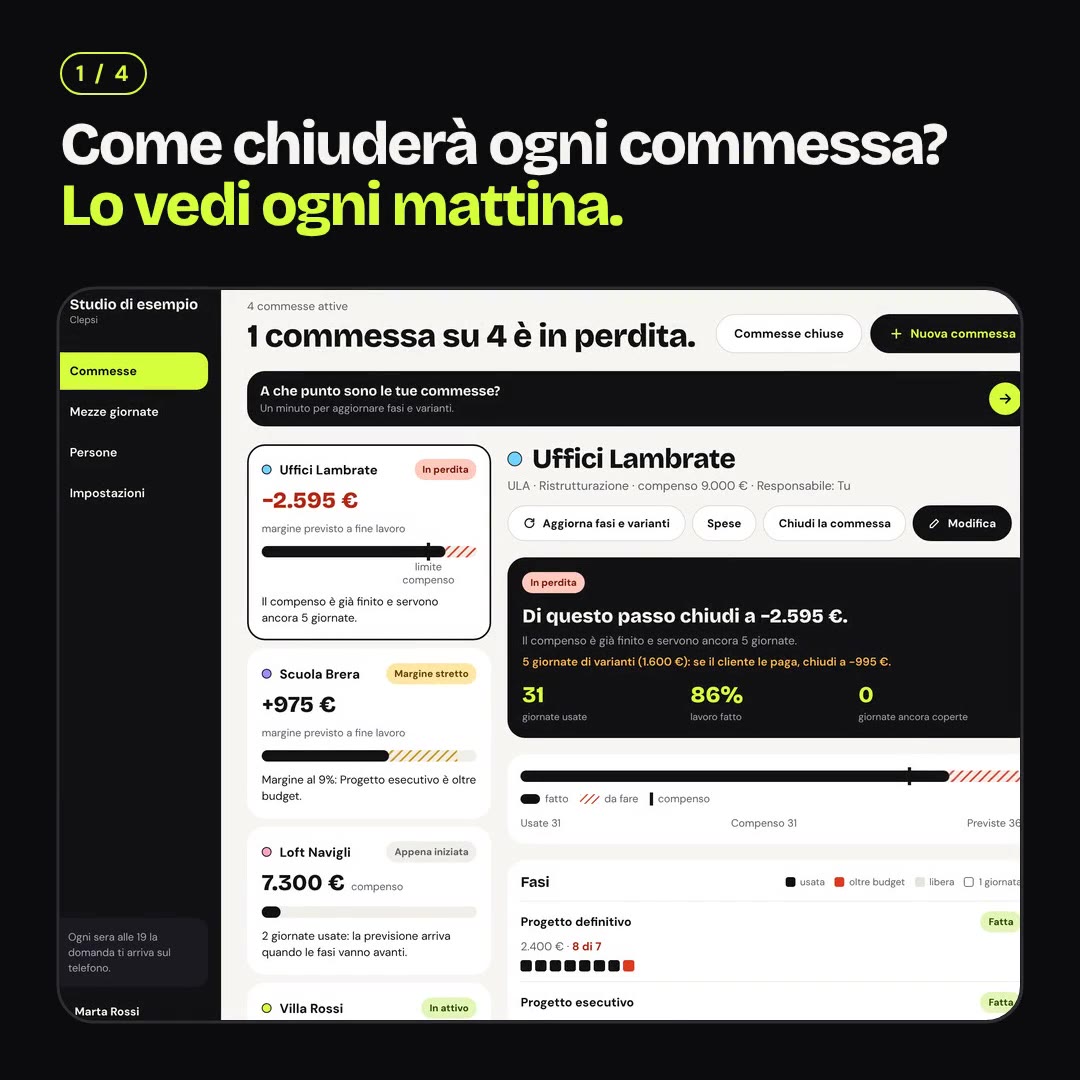 1 / 4
Come chiuderà ogni commessa?
Lo vedi ogni mattina.
Studio di esempio
Clepsi
Commesse
Mezze giornate
Persone
Impostazioni
Ogni sera alle 19 la
domanda ti arriva sul
telefono.
Marta Rossi
4 commesse attive
1 commessa su 4 è in perdita.
Commesse chiuse
+ Nuova commessa
A che punto sono le tue commesse?
Un minuto per aggiornare fasi e varianti.
Uffici Lambrate
In perdita
−2.595 €
margine previsto a fine lavoro
limite
compenso
Il compenso è già finito e servono
ancora 5 giornate.
Scuola Brera
Margine stretto
+975 €
margine previsto a fine lavoro
Margine al 9%: Progetto esecutivo è oltre
budget.
Loft Navigli
Appena iniziata
7.300 € compenso
2 giornate usate: la previsione arriva
quando le fasi vanno avanti.
Villa Rossi
In attivo
Uffici Lambrate
ULA · Ristrutturazione · compenso 9.000 € · Responsabile: Tu
Aggiorna fasi e varianti
Spese
Chiudi la commessa
Modifica
In perdita
Di questo passo chiudi a −2.595 €.
Il compenso è già finito e servono ancora 5 giornate.
5 giornate di varianti (1.600 €): se il cliente le paga, chiudi a −995 €.
31
giornate usate
86%
lavoro fatto
0
giornate ancora coperte
fatto
da fare
compenso
Usate 31
Compenso 31
Previste 36
Fasi
usata
oltre budget
libera
1 giornata
Progetto definitivo
Fatta
2.400 € · 8 di 7
Progetto esecutivo
Fatta